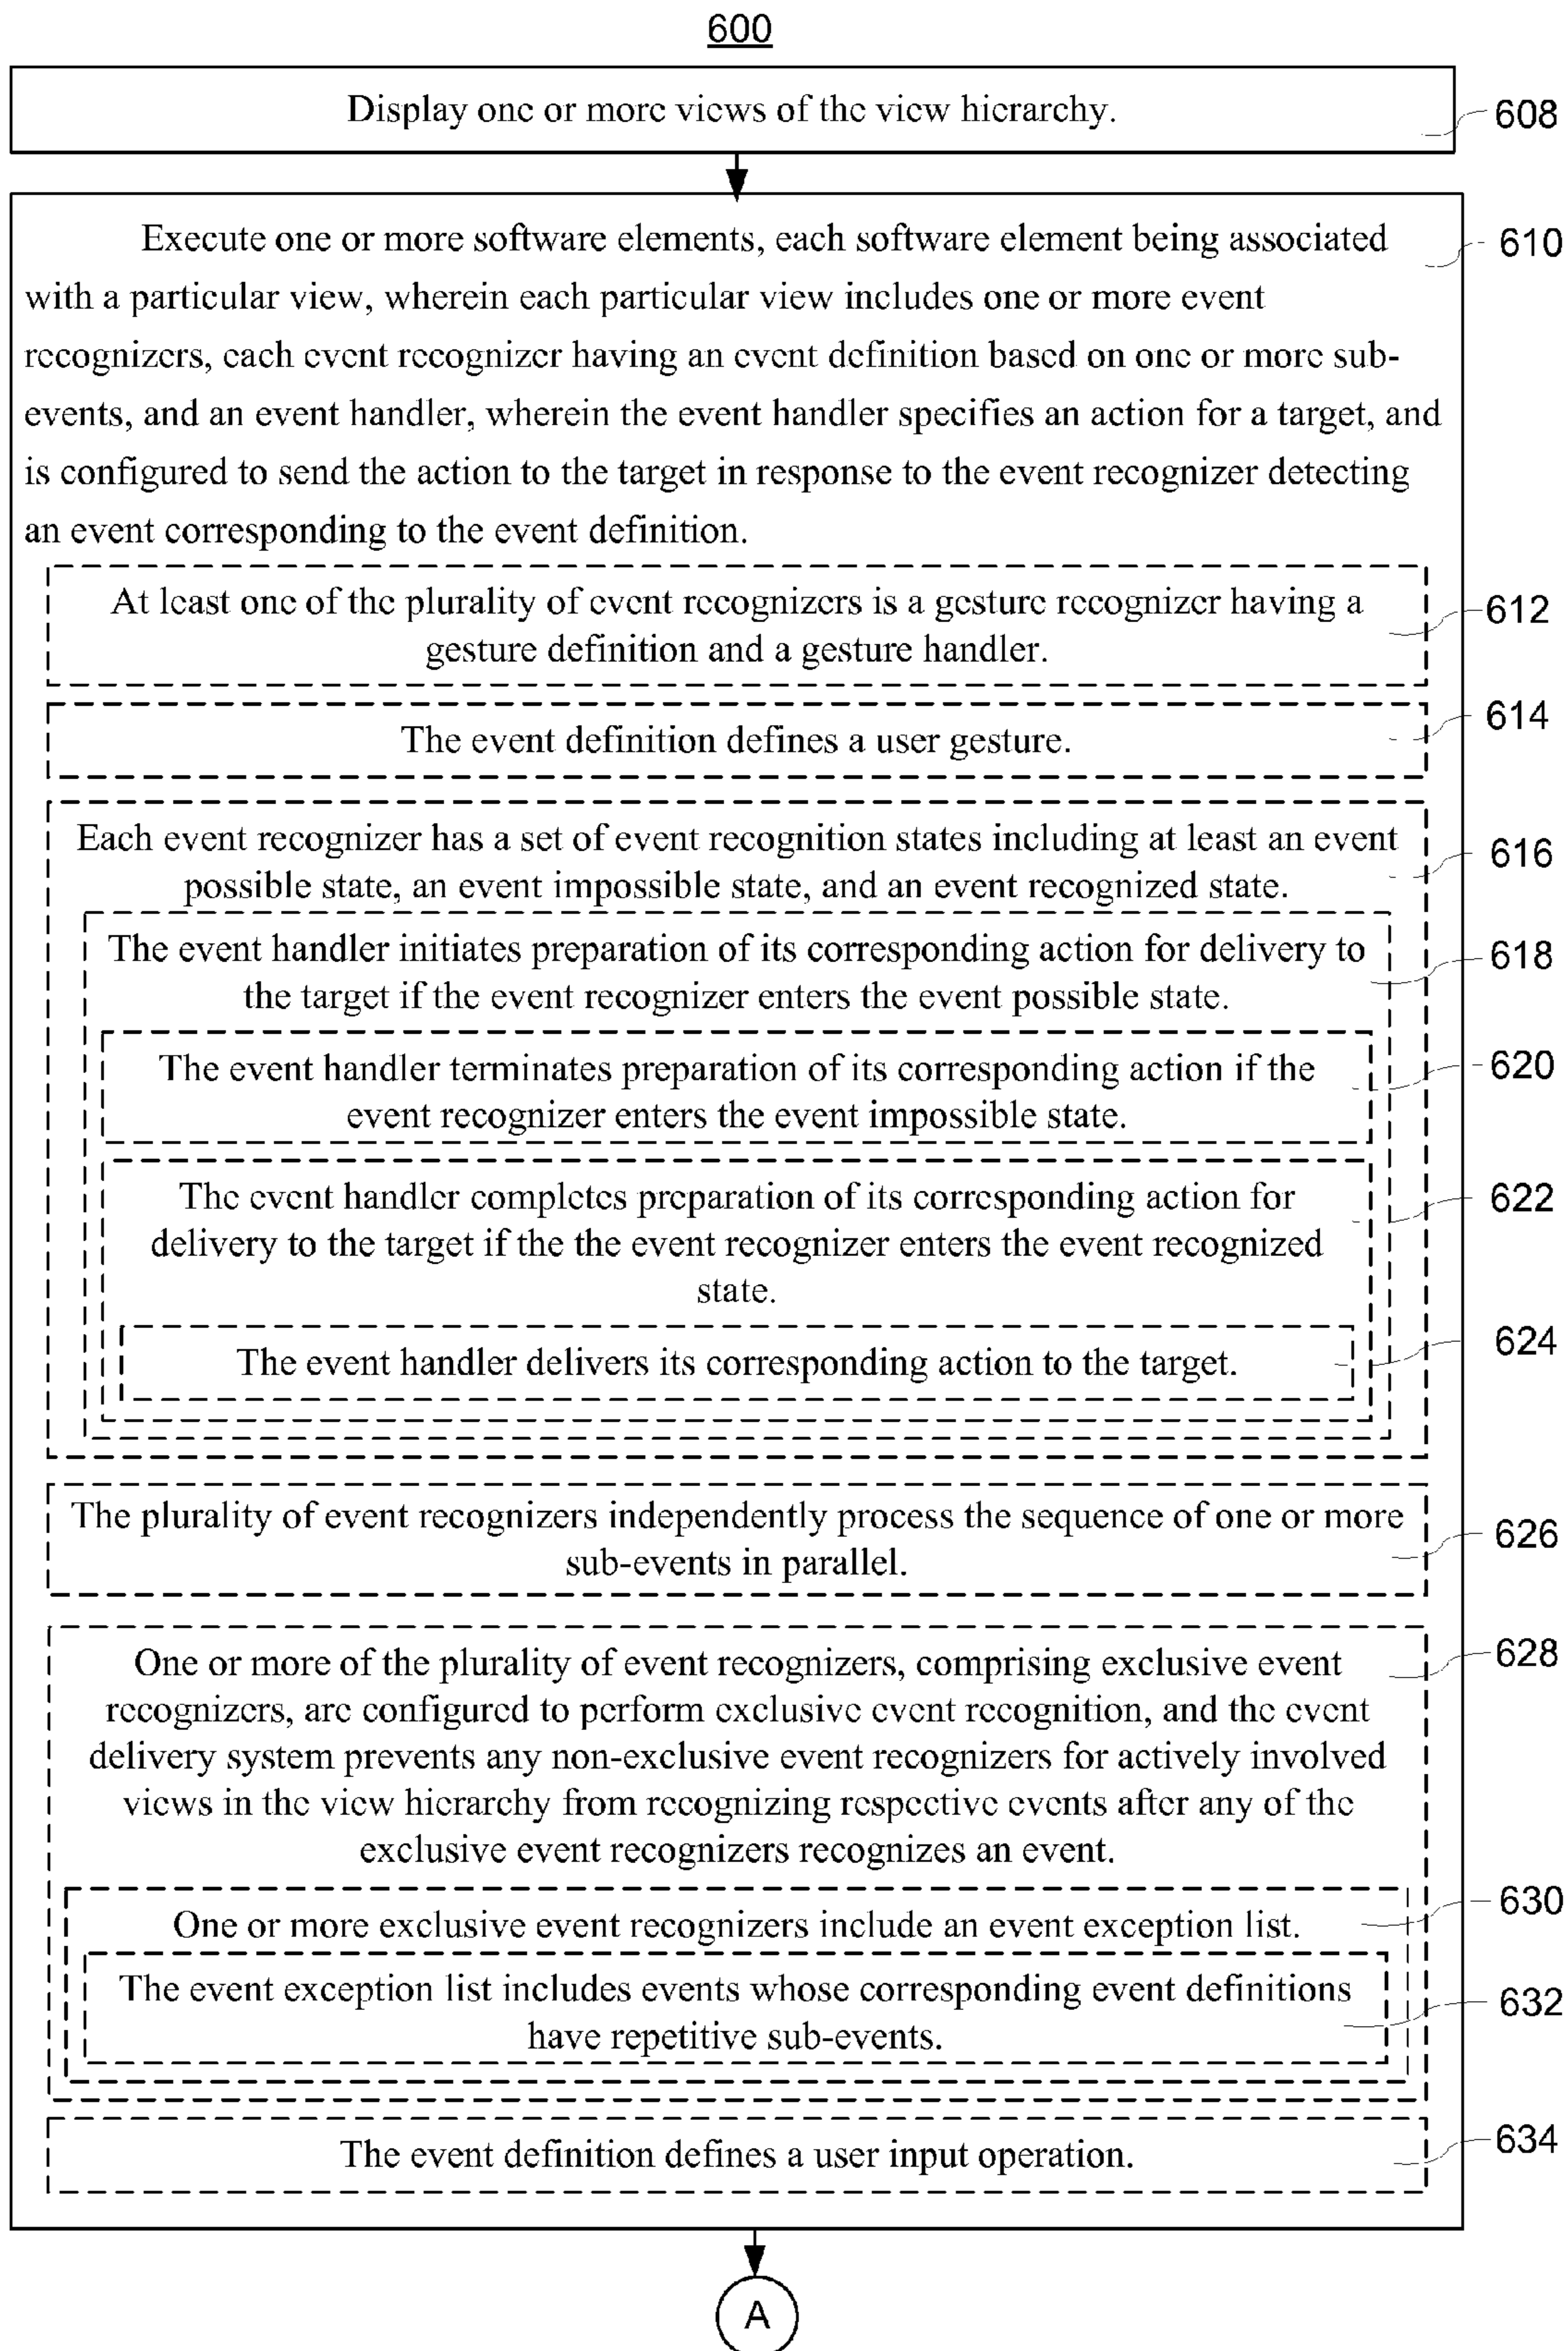 600
Display one or more views of the view hierarchy.
608
Execute one or more software elements, each software element being associated
610
with a particular view, wherein each particular view includes one or more event
recognizers, each event recognizer having an event definition based on one or more sub-
events, and an event handler, wherein the event handler specifies an action for a target, and
is configured to send the action to the target in response to the event recognizer detecting
an event corresponding to the event definition.
At least one of the plurality of event recognizers is a gesture recognizer having a
612
gesture definition and a gesture handler.
614
The event definition defines a user gesture.
Each event recognizer has a set of event recognition states including at least an event
616
possible state, an event impossible state, and an event recognized state.
The event handler initiates preparation of its corresponding action for delivery to
618
the target if the event recognizer enters the event possible state.
The event handler terminates preparation of its corresponding action if the
620
event recognizer enters the event impossible state.
The event handler completes preparation of its corresponding action for
622
delivery to the target if the the event recognizer enters the event recognized
state.
624
The event handler delivers its corresponding action to the target.
The plurality of event recognizers independently process the sequence of one or more
626
sub-events in parallel.
One or more of the plurality of event recognizers, comprising exclusive event
628
recognizers, are configured to perform exclusive event recognition, and the event
delivery system prevents any non-exclusive event recognizers for actively involved
views in the view hierarchy from recognizing respective events after any of the
exclusive event recognizers recognizes an event.
630
One or more exclusive event recognizers include an event exception list.
The event exception list includes events whose corresponding event definitions
632
have repetitive sub-events.
634
The event definition defines a user input operation.
A